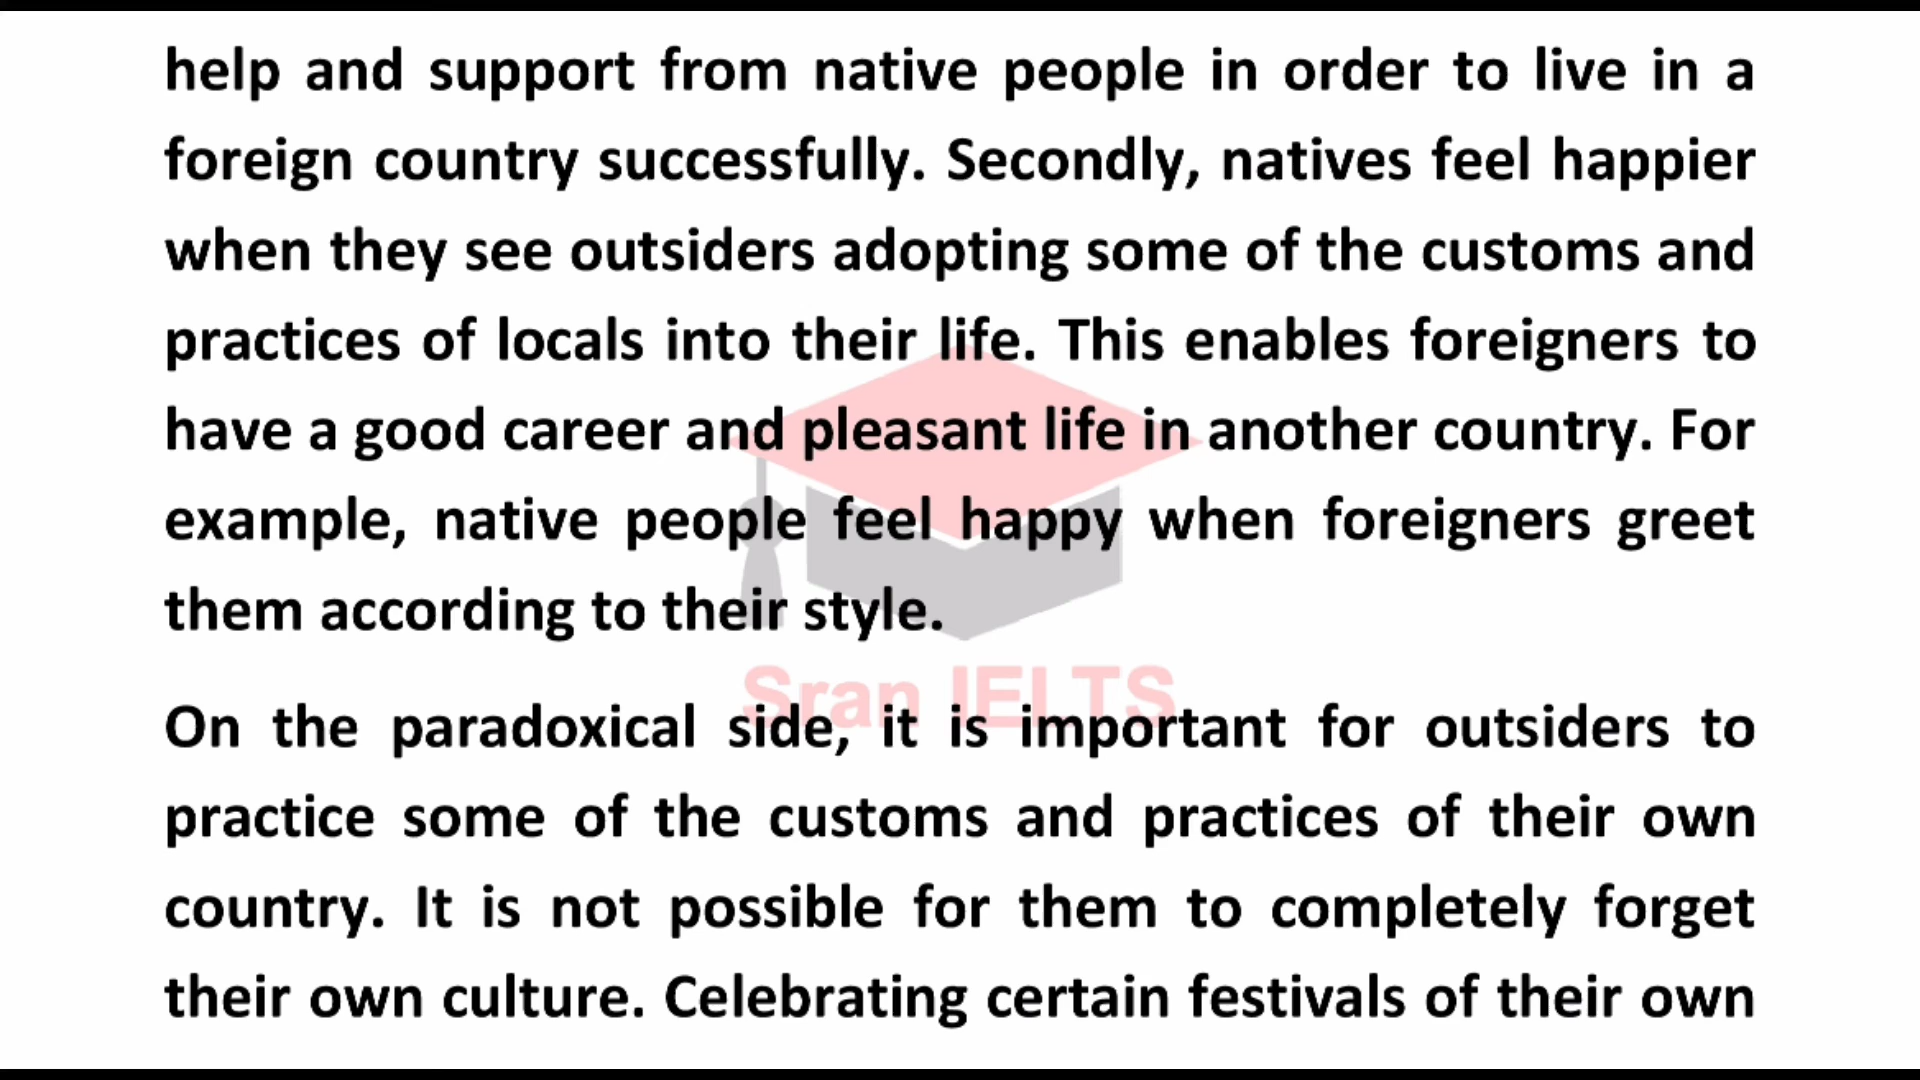 help and support from native people in order to live in a
foreign country successfully. Secondly, natives feel happier
when they see outsiders adopting some of the customs and
practices of locals into their life. This enables foreigners to
have a good career and pleasant life in another country. For
example, native people feel happy when foreigners greet
them according to their style.
Sran IELTS
On the paradoxical side, it is important for outsiders to
practice some of the customs and practices of their own
country. It is not possible for them to completely forget
their own culture. Celebrating certain festivals of their own